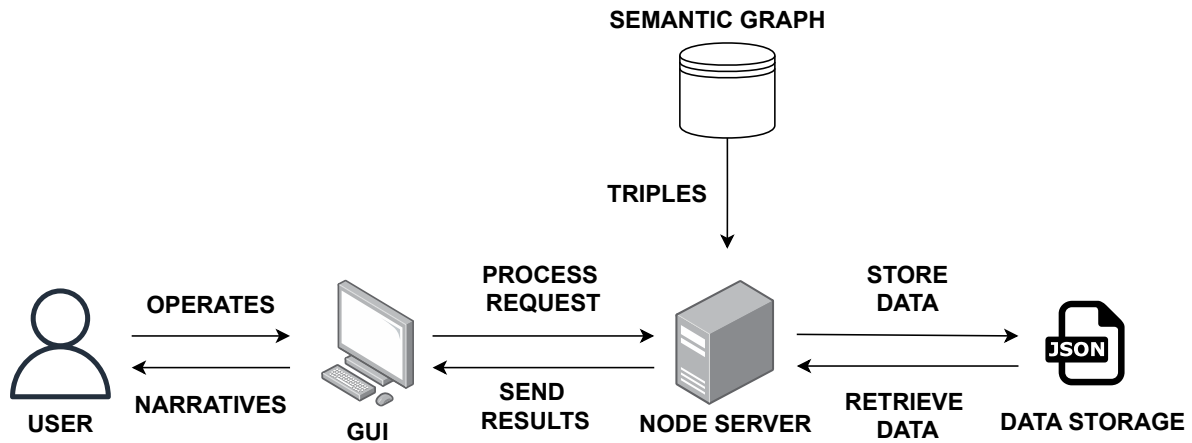 SEMANTIC GRAPH
TRIPLES
OPERATES
NARRATIVES
USER
GUI
PROCESS
REQUEST
SEND
RESULTS
NODE SERVER
STORE
DATA
RETRIEVE
DATA
JSON
DATA STORAGE